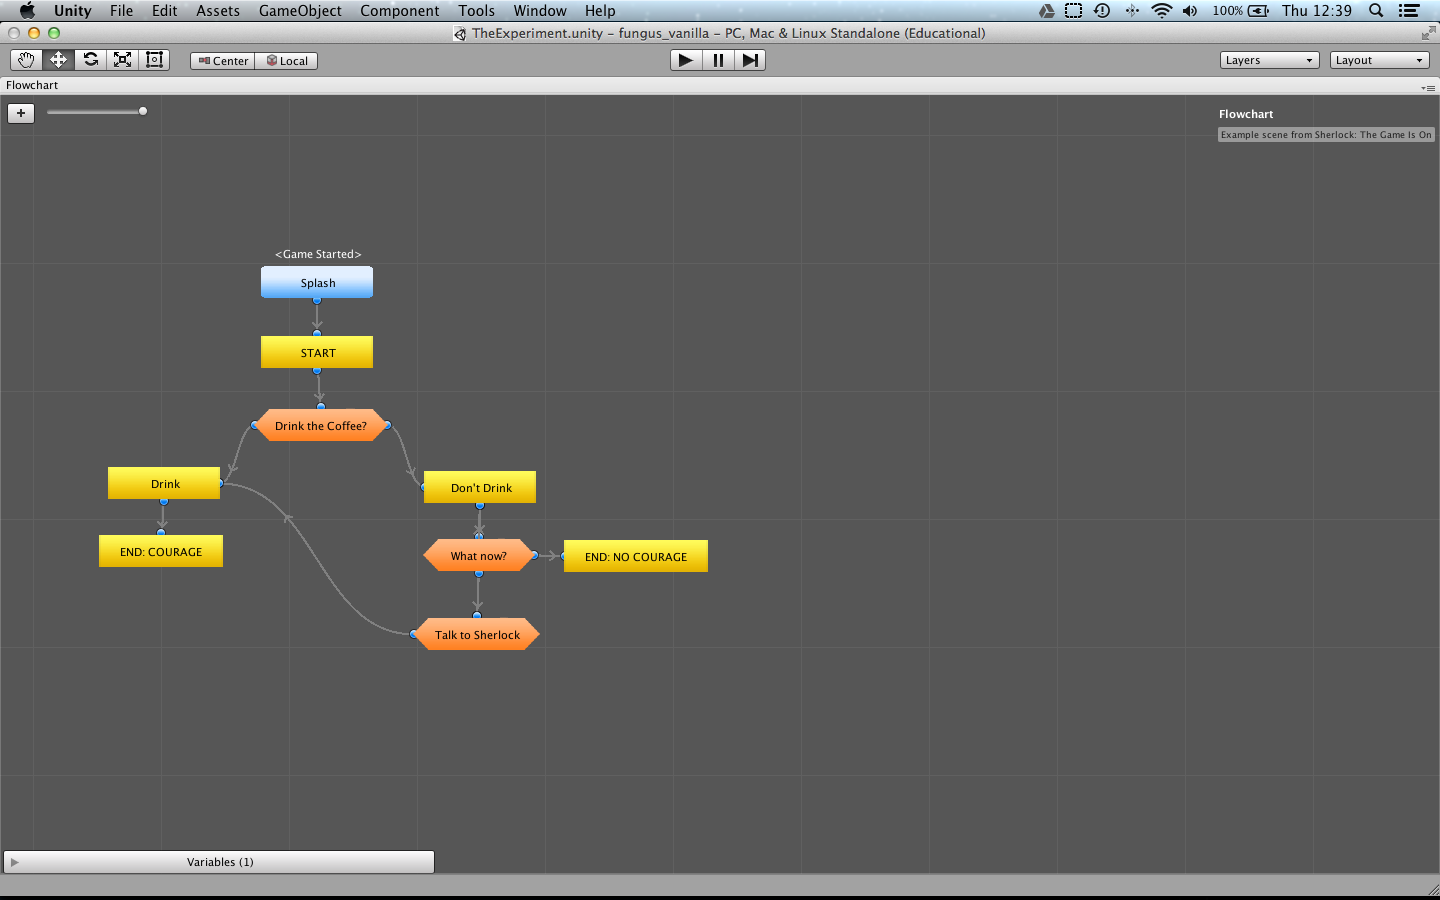 Unity File Edit Assets GameObject Component Tools Window Help 100% Thu 12:39
TheExperiment.unity - fungus_vanilla - PC, Mac & Linux Standalone (Educational)
Center Local Layers Layout
Flowchart
+
Flowchart
Example scene from Sherlock: The Game Is On
<Game Started>
Splash
START
Drink the Coffee?
Drink
Don't Drink
END: COURAGE
What now?
END: NO COURAGE
Talk to Sherlock
Variables (1)